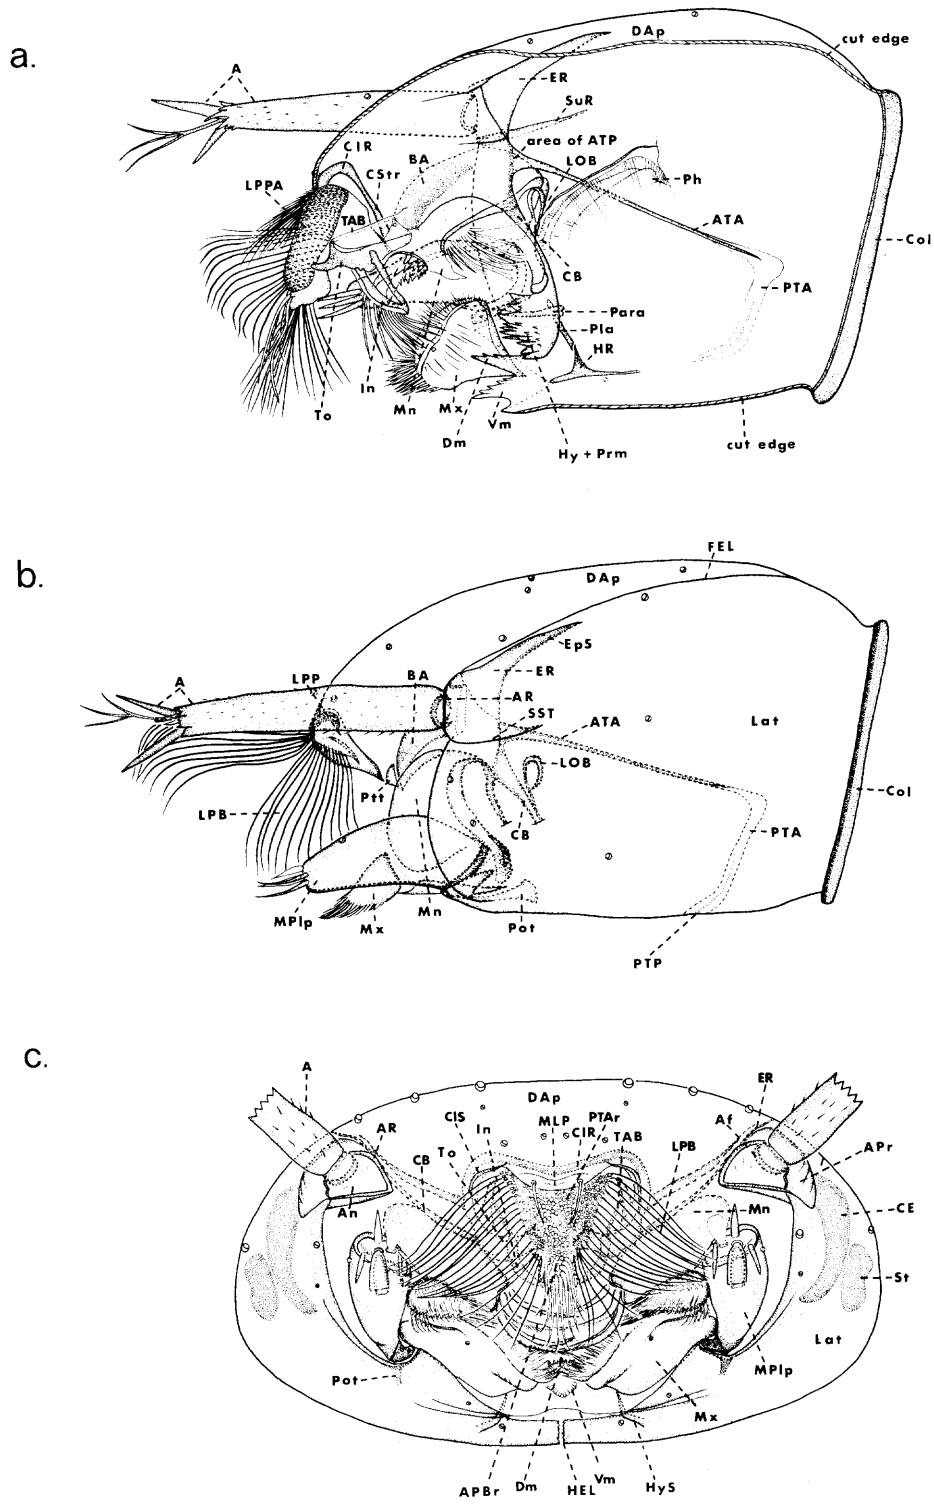 a.
DAp
cut edge
A
ER
SuR
area of ATP
CIR
BA
LOB
CStr
LPPA
Ph
TAB
ATA
Col
CB
PTA
Para
Pla
HR
In
To
Mn
Mx
Vm
Dm
Hy + Prm
cut edge
b.
FEL
DAp
EpS
ER
A
LPP
BA
AR
SST
ATA
Lat
LOB
Ptt
Col
LPB
CB
PTA
MPlp
Mx
Mn
Pot
PTP
c.
A
ER
DAp
CIS
In
MLP
PTAr
CIR
TAB
Af
AR
To
LPB
APr
CB
An
Mn
CE
St
Lat
Pot
MPlp
Mx
APBr
Dm
HEL
Vm
HyS